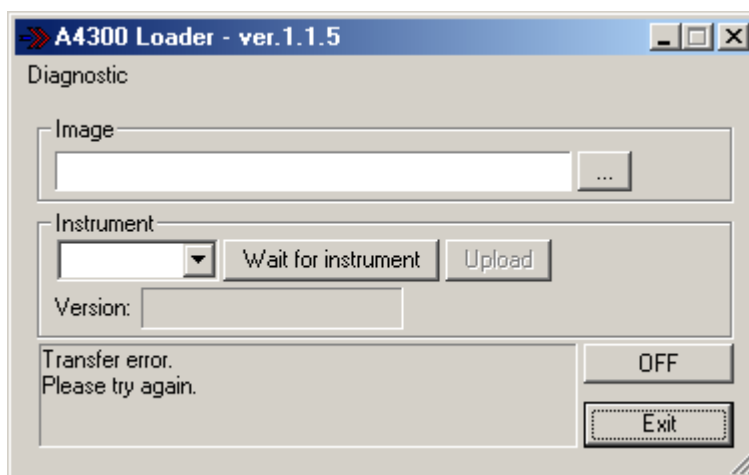 A4300 Loader - ver.1.1.5
Diagnostic
Image
...
Instrument
Wait for instrument
Upload
Version:
Transfer error.
Please try again.
OFF
Exit